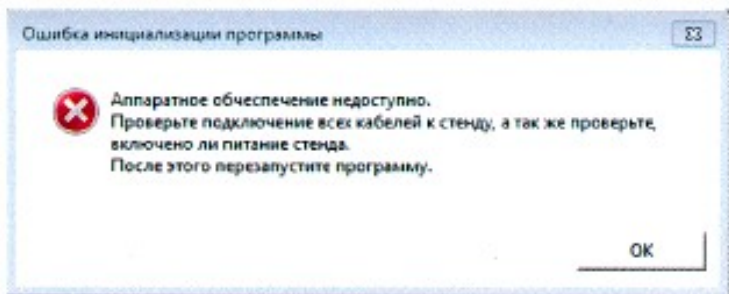 Ошибка инициализации программы
Аппаратное обчеспечение недоступно.
Проверьте подключение всех кабелей к стенду, а так же проверьте,
включено ли питание стенда.
После этого перезапустите программу.
OK